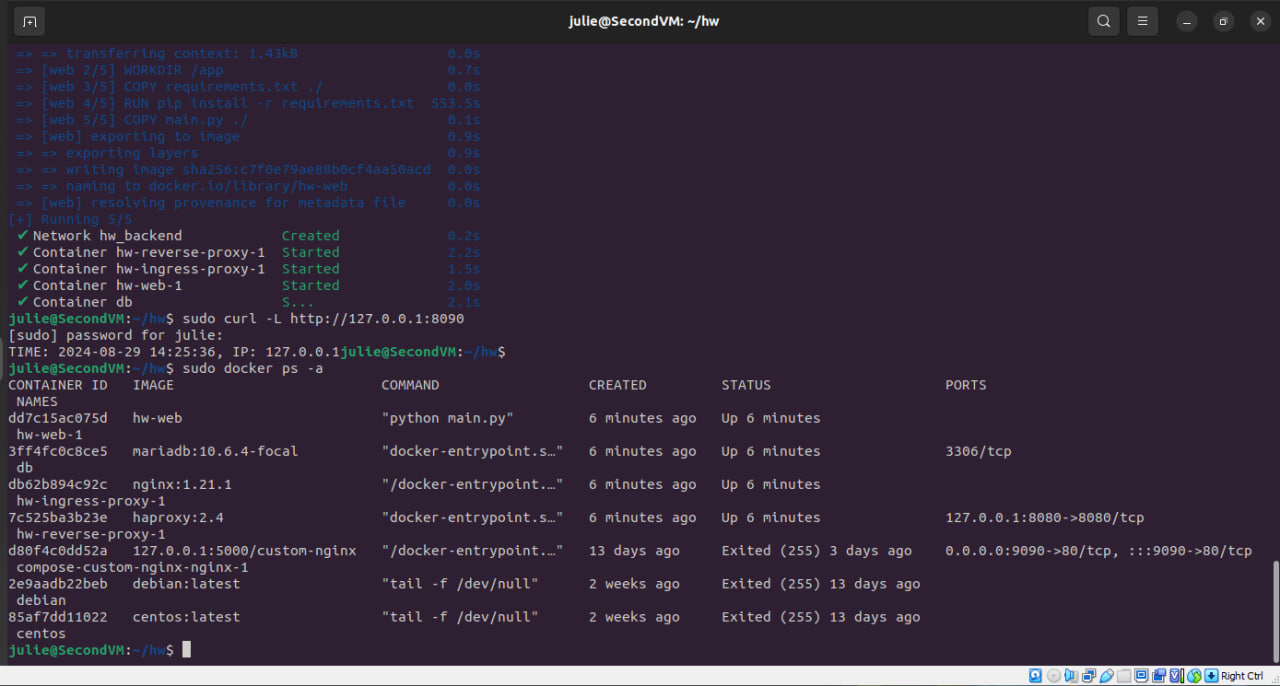 julie@SecondVM: ~/hw
=> => transferring context: 1.43kB 0.0s
=> [web 2/5] WORKDIR /app 0.7s
=> [web 3/5] COPY requirements.txt ./ 0.0s
=> [web 4/5] RUN pip install -r requirements.txt 553.5s
=> [web 5/5] COPY main.py ./ 0.1s
=> [web] exporting to image 0.9s
=> => exporting layers 0.9s
=> => writing image sha256:c7f0e79ae88b0cf4aa50acd 0.0s
=> => naming to docker.io/library/hw-web 0.0s
=> [web] resolving provenance for metadata file 0.0s
[+] Running 5/5
✔ Network hw_backend Created 0.2s
✔ Container hw-reverse-proxy-1 Started 2.2s
✔ Container hw-ingress-proxy-1 Started 1.5s
✔ Container hw-web-1 Started 2.0s
✔ Container db S... 2.1s
julie@SecondVM:~/hw$ sudo curl -L http://127.0.0.1:8090
[sudo] password for julie:
TIME: 2024-08-29 14:25:36, IP: 127.0.0.1julie@SecondVM:~/hw$
julie@SecondVM:~/hw$ sudo docker ps -a
CONTAINER ID IMAGE COMMAND CREATED STATUS PORTS
NAMES
dd7c15ac075d hw-web "python main.py" 6 minutes ago Up 6 minutes
hw-web-1
3ff4fc0c8ce5 mariadb:10.6.4-focal "docker-entrypoint.s…" 6 minutes ago Up 6 minutes 3306/tcp
db
db62b894c92c nginx:1.21.1 "/docker-entrypoint.…" 6 minutes ago Up 6 minutes
hw-ingress-proxy-1
7c525ba3b23e haproxy:2.4 "docker-entrypoint.s…" 6 minutes ago Up 6 minutes 127.0.0.1:8080->8080/tcp
hw-reverse-proxy-1
d80f4c0dd52a 127.0.0.1:5000/custom-nginx "/docker-entrypoint.…" 13 days ago Exited (255) 3 days ago 0.0.0.0:9090->80/tcp, :::9090->80/tcp
compose-custom-nginx-nginx-1
2e9aadb22beb debian:latest "tail -f /dev/null" 2 weeks ago Exited (255) 13 days ago
debian
85af7dd11022 centos:latest "tail -f /dev/null" 2 weeks ago Exited (255) 13 days ago
centos
julie@SecondVM:~/hw$
Right Ctrl